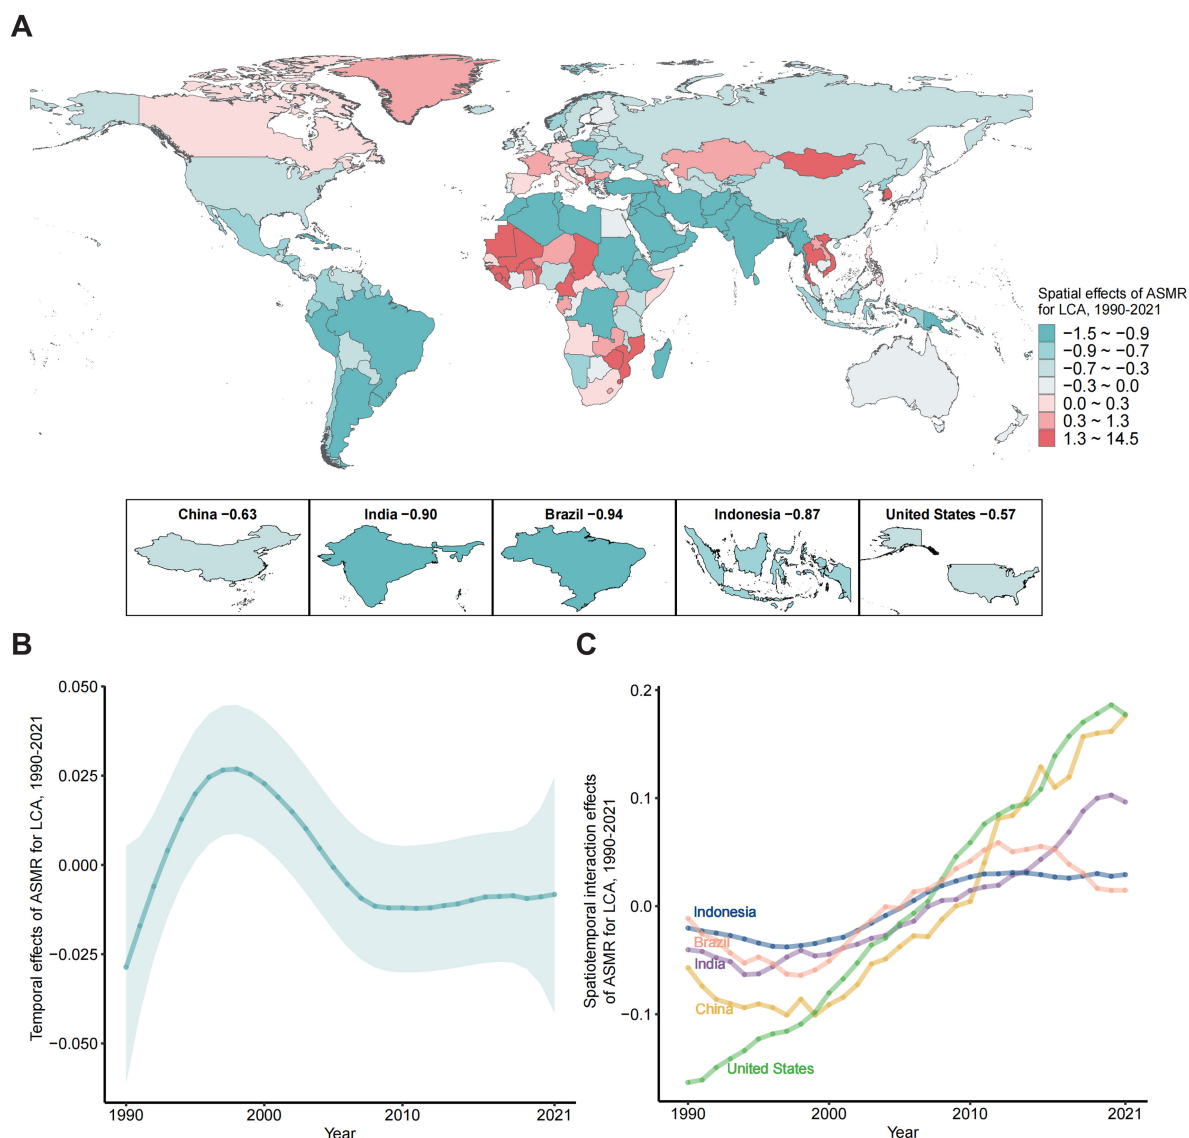 A
Spatial effects of ASMR
for LCA, 1990-2021
−1.5 ~ −0.9
−0.9 ~ −0.7
−0.7 ~ −0.3
−0.3 ~ 0.0
0.0 ~ 0.3
0.3 ~ 1.3
1.3 ~ 14.5
China −0.63
India −0.90
Brazil −0.94
Indonesia −0.87
United States −0.57
B
Temporal effects of ASMR for LCA, 1990-2021
0.050
0.025
0.000
−0.025
−0.050
1990
2000
2010
2021
Year
C
Spatiotemporal interaction effects
of ASMR for LCA, 1990-2021
0.2
0.1
0.0
−0.1
Indonesia
Brazil
India
China
United States
1990
2000
2010
2021
Year